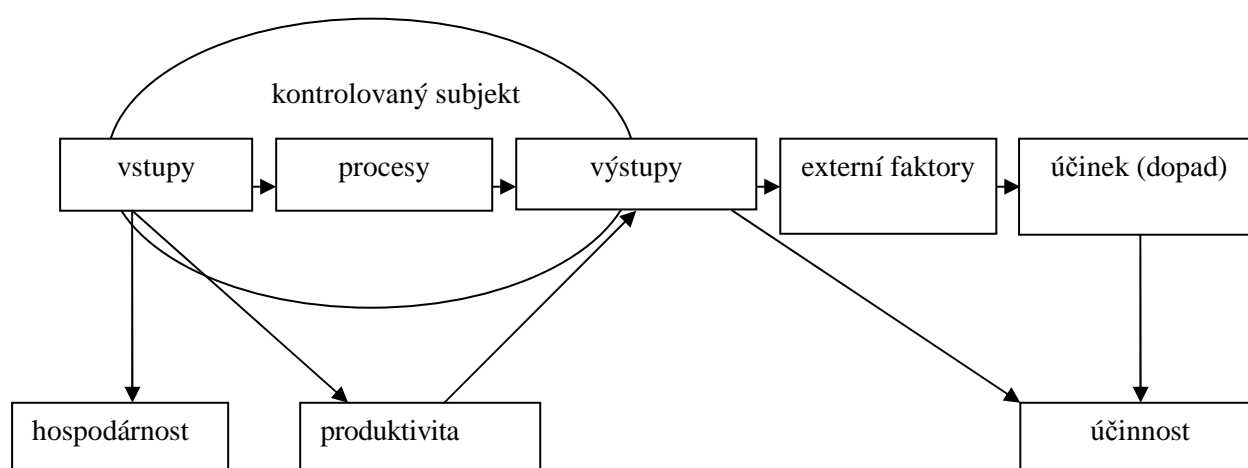 kontrolovaný subjekt
vstupy
procesy
výstupy
externí faktory
účinek (dopad)
hospodárnost
produktivita
účinnost